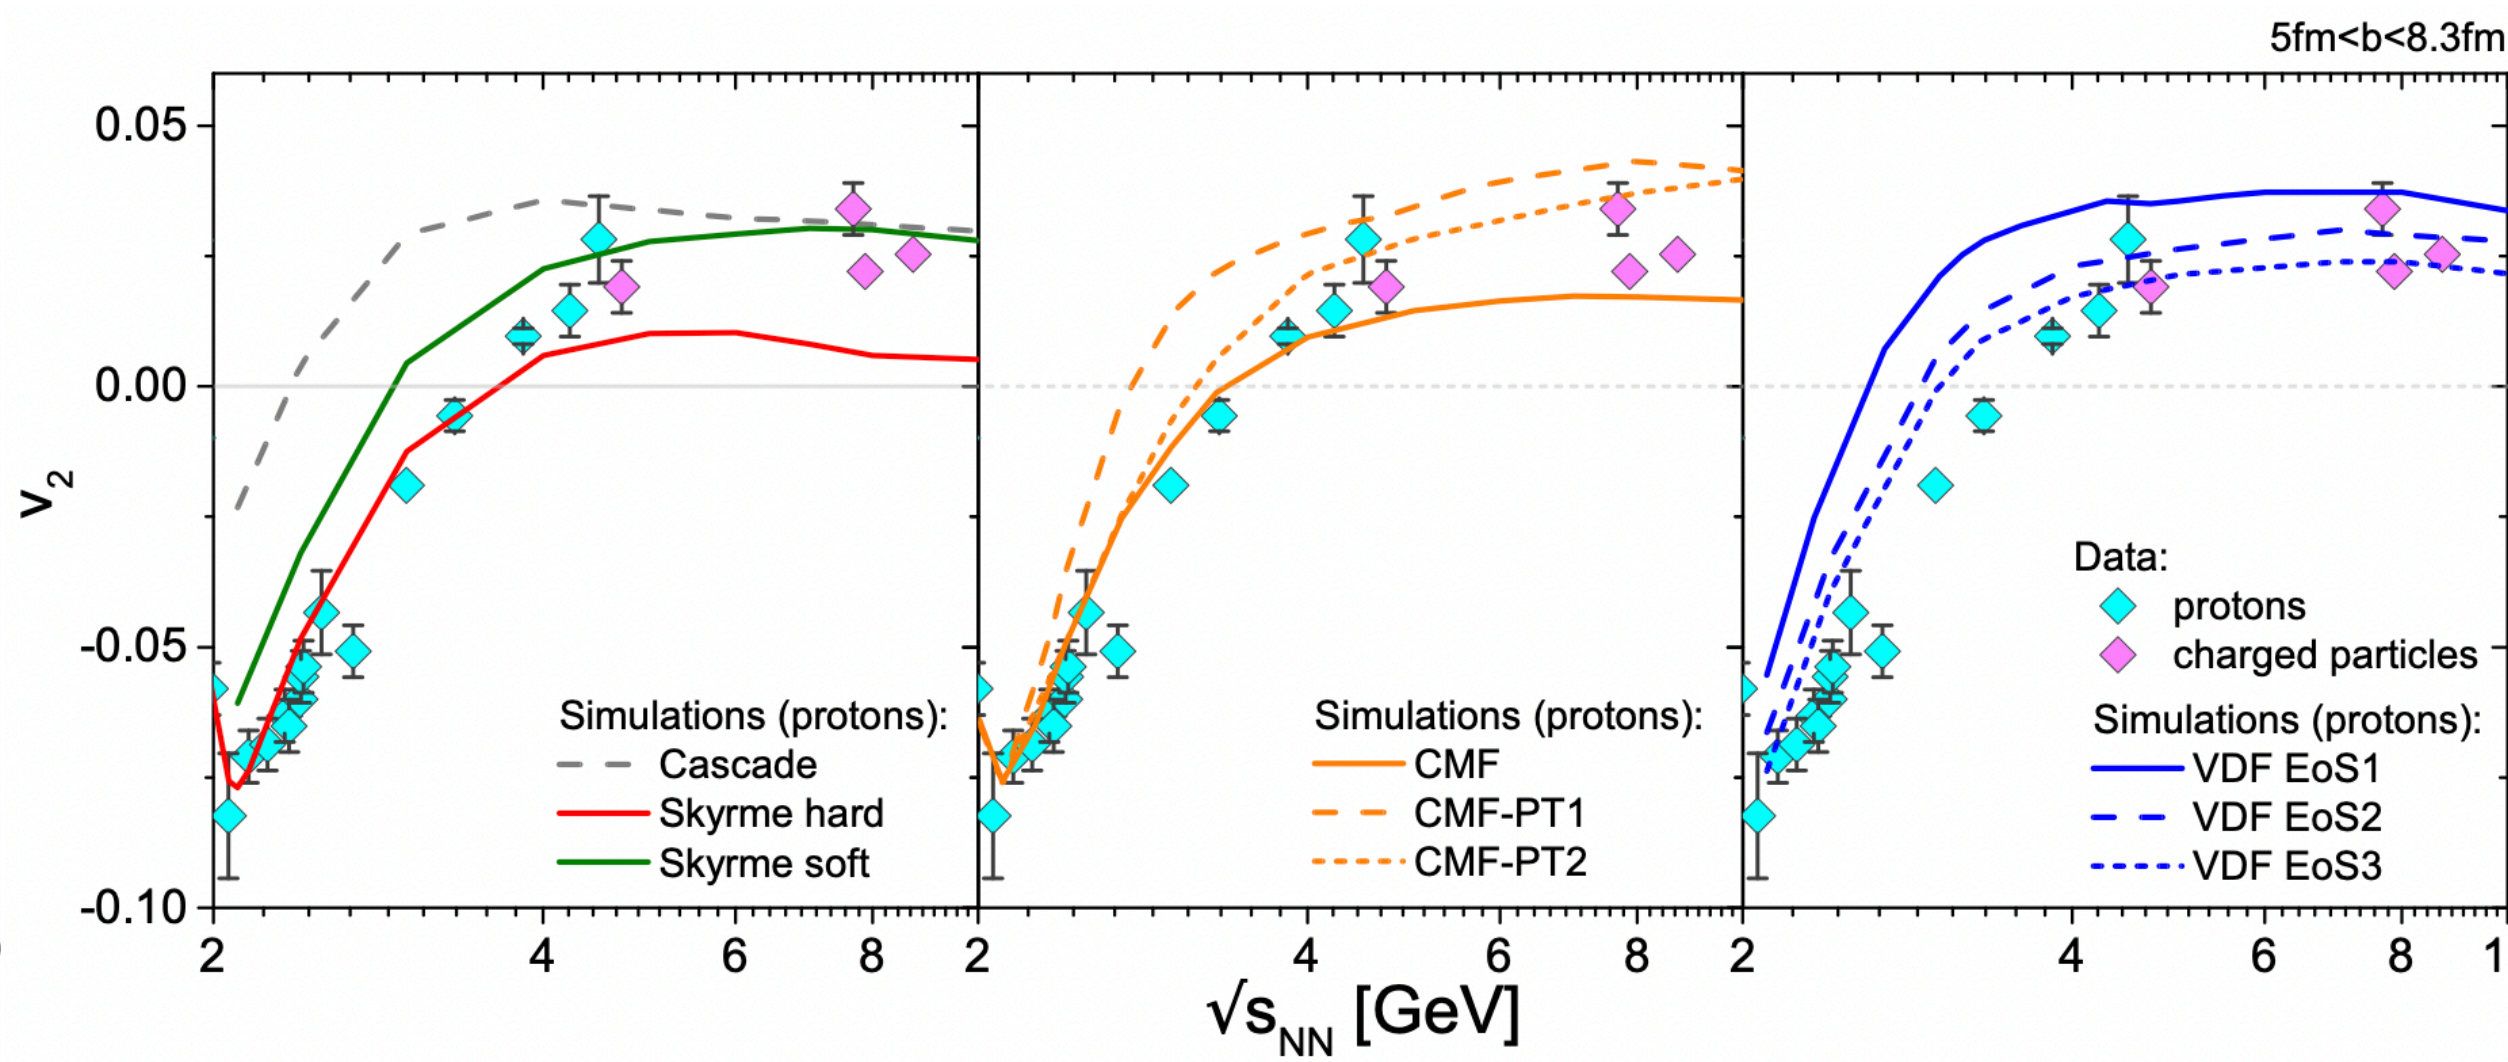 5fm<b<8.3fm
0.05
0.00
-0.05
-0.10
v2
Simulations (protons):
Cascade
Skyrme hard
Skyrme soft
Simulations (protons):
CMF
CMF-PT1
CMF-PT2
Data:
protons
charged particles
Simulations (protons):
VDF EoS1
VDF EoS2
VDF EoS3
2 4 6 8 2 4 6 8 2 4 6 8 1
√sNN [GeV]